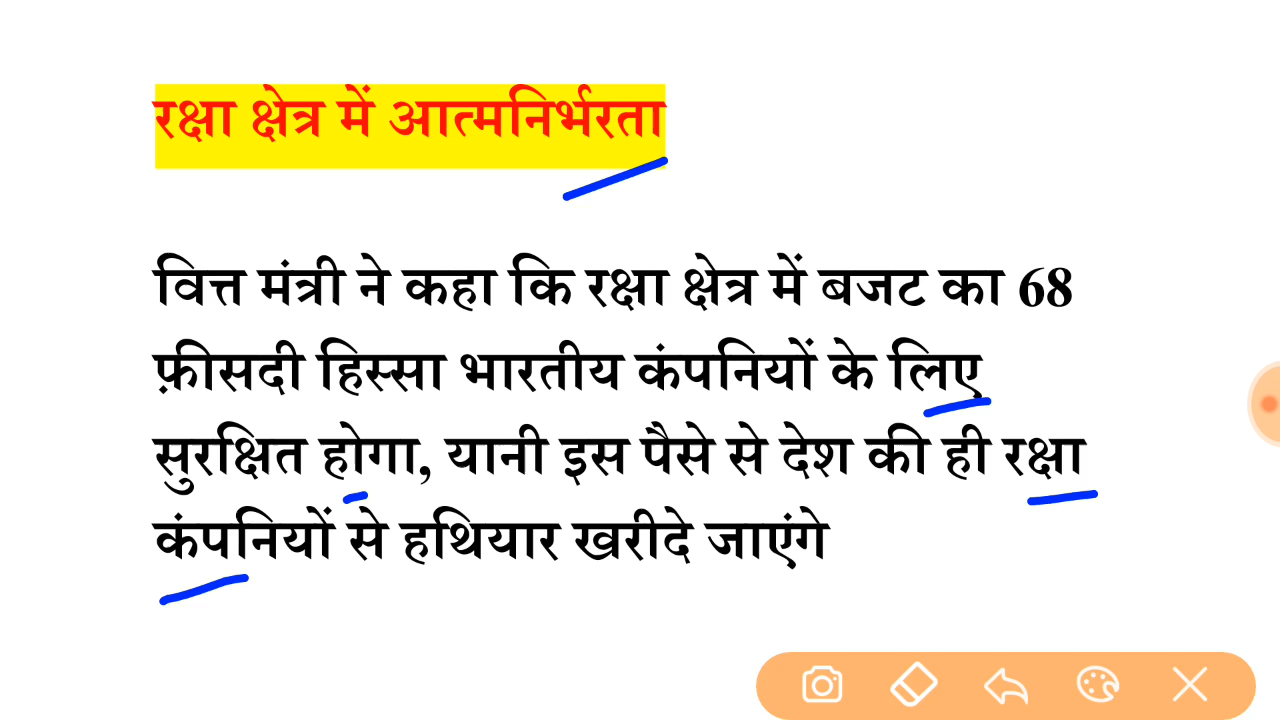 रक्षा क्षेत्र में आत्मनिर्भरता
वित्त मंत्री ने कहा कि रक्षा क्षेत्र में बजट का 68
फ़ीसदी हिस्सा भारतीय कंपनियों के लिए
सुरक्षित होगा, यानी इस पैसे से देश की ही रक्षा
कंपनियों से हथियार खरीदे जाएंगे